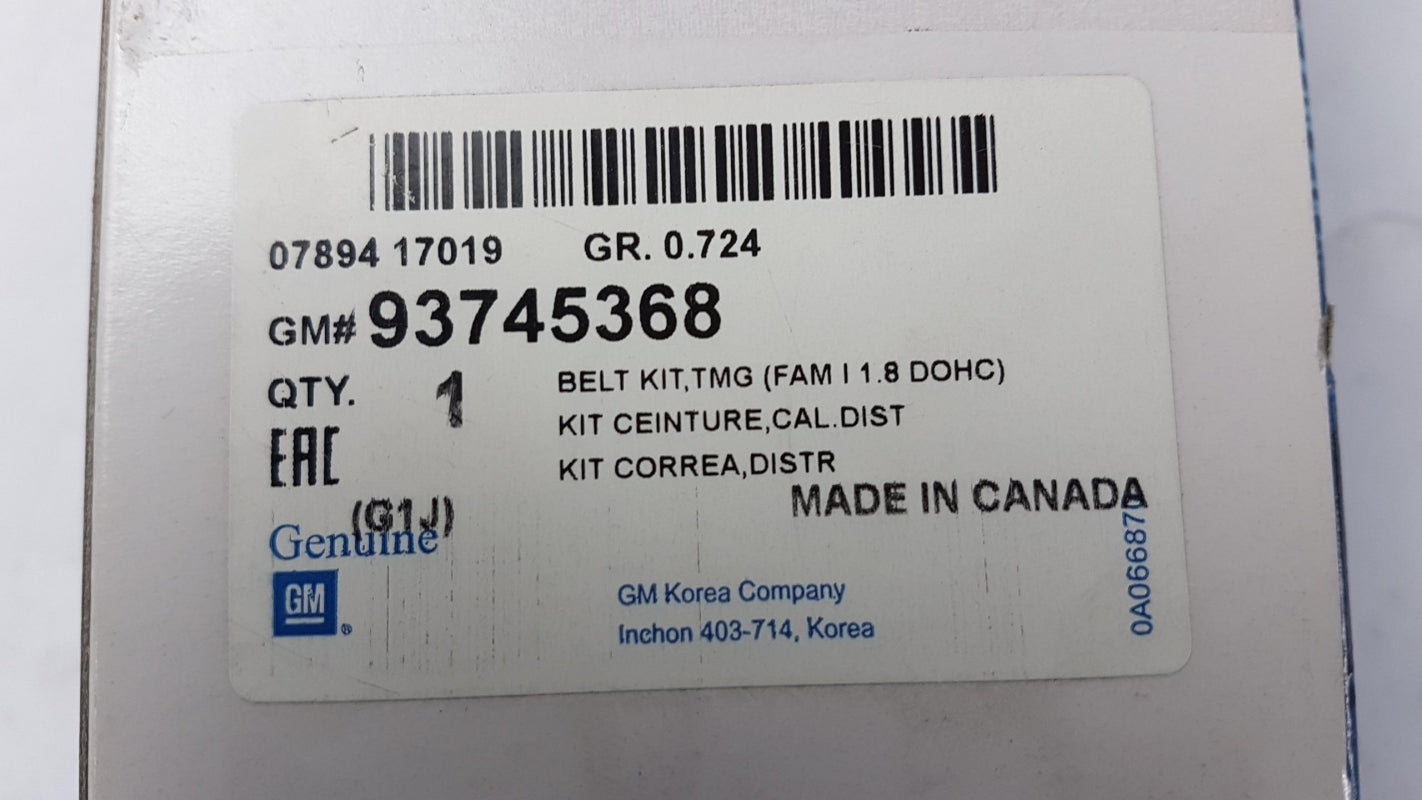 07894 17019 GR. 0.724
GM# 93745368
QTY. 1
BELT KIT,TMG (FAM I 1.8 DOHC)
KIT CEINTURE,CAL.DIST
KIT CORREA,DISTR
EAC
MADE IN CANADA
(G1J)
Genuine
GM ®
GM Korea Company
Inchon 403-714, Korea